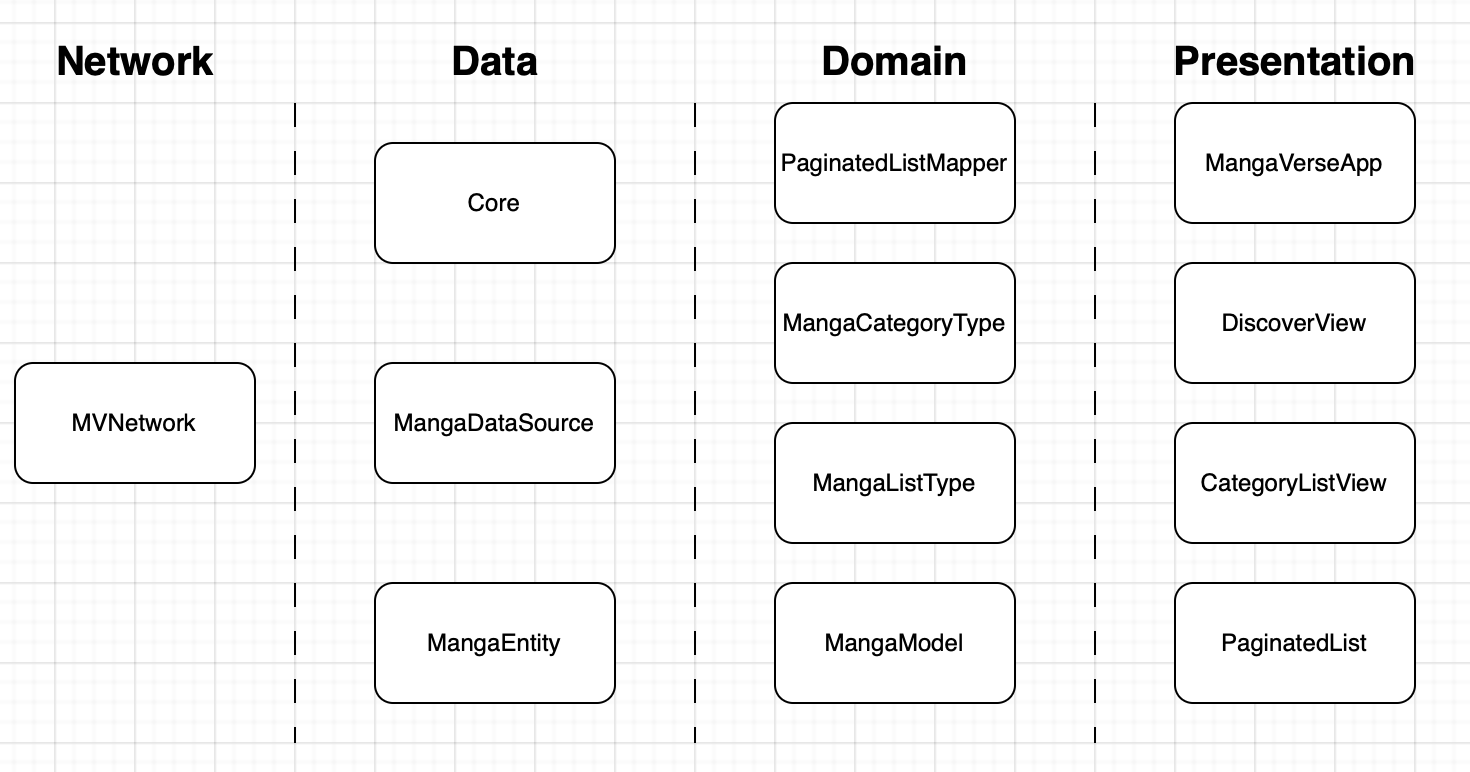 Network
Data
Domain
Presentation
MVNetwork
Core
MangaDataSource
MangaEntity
PaginatedListMapper
MangaCategoryType
MangaListType
MangaModel
MangaVerseApp
DiscoverView
CategoryListView
PaginatedList